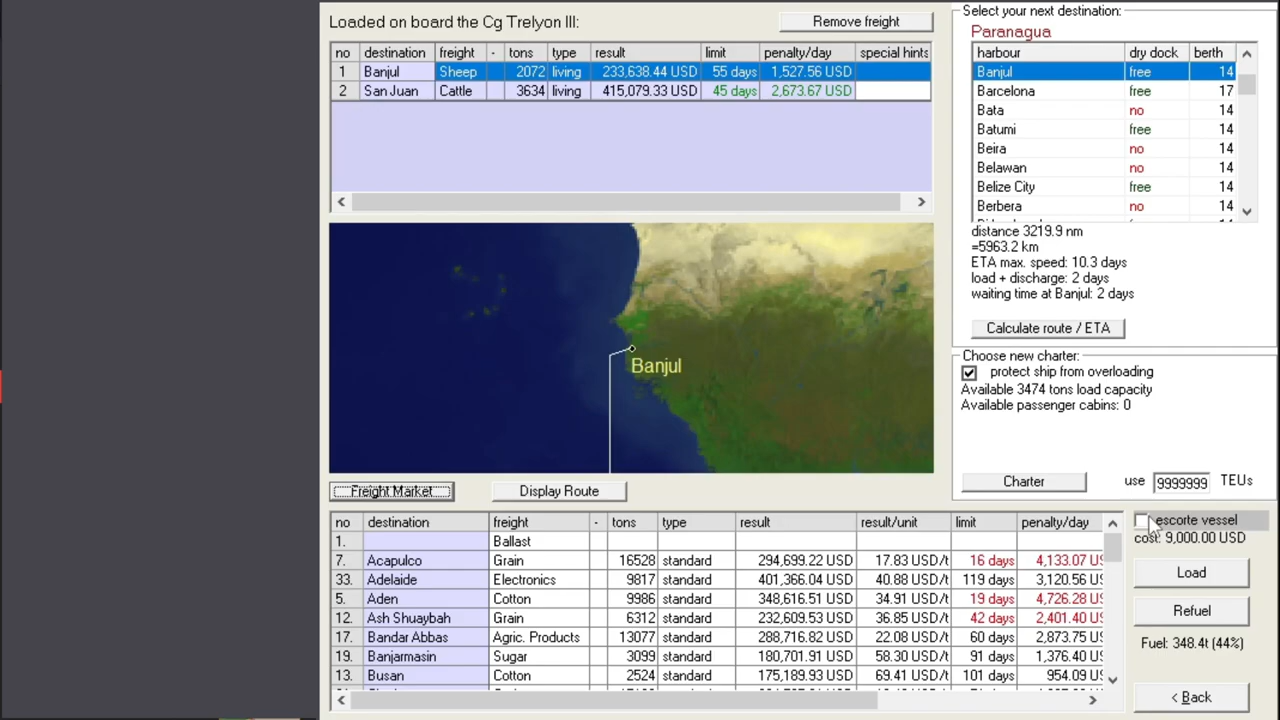 Loaded on board the Cg Trelyon III:
Remove freight
no destination freight - tons type result limit penalty/day special hints
1 Banjul Sheep 2072 living 233,638.44 USD 55 days 1,527.56 USD
2 San Juan Cattle 3634 living 415,079.33 USD 45 days 2,673.67 USD
Select your next destination:
Paranagua
harbour dry dock berth
Banjul free 14
Barcelona free 17
Bata no 14
Batumi free 14
Beira no 14
Belawan no 14
Belize City free 14
Berbera no 14
distance 3219.9 nm
=5963.2 km
ETA max. speed: 10.3 days
load + discharge: 2 days
waiting time at Banjul: 2 days
Calculate route / ETA
Banjul
Choose new charter:
protect ship from overloading
Available 3474 tons load capacity
Available passenger cabins: 0
Charter use 9999999 TEUs
Freight Market Display Route
no destination freight - tons type result result/unit limit penalty/day
1. Ballast
7. Acapulco Grain 16528 standard 294,699.22 USD 17.83 USD/t 16 days 4,133.07 US
33. Adelaide Electronics 9817 standard 401,366.04 USD 40.88 USD/t 119 days 3,120.56 US
5. Aden Cotton 9986 standard 348,616.51 USD 34.91 USD/t 19 days 4,726.28 US
12. Ash Shuaybah Grain 6312 standard 232,609.53 USD 36.85 USD/t 42 days 2,401.40 US
17. Bandar Abbas Agric. Products 13077 standard 288,716.82 USD 22.08 USD/t 60 days 2,873.75 US
19. Banjarmasin Sugar 3099 standard 180,701.91 USD 58.30 USD/t 91 days 1,376.40 US
13. Busan Cotton 2524 standard 175,189.93 USD 69.41 USD/t 101 days 954.09 US
escorte vessel
cost: 9,000.00 USD
Load
Refuel
Fuel: 348.4t (44%)
< Back